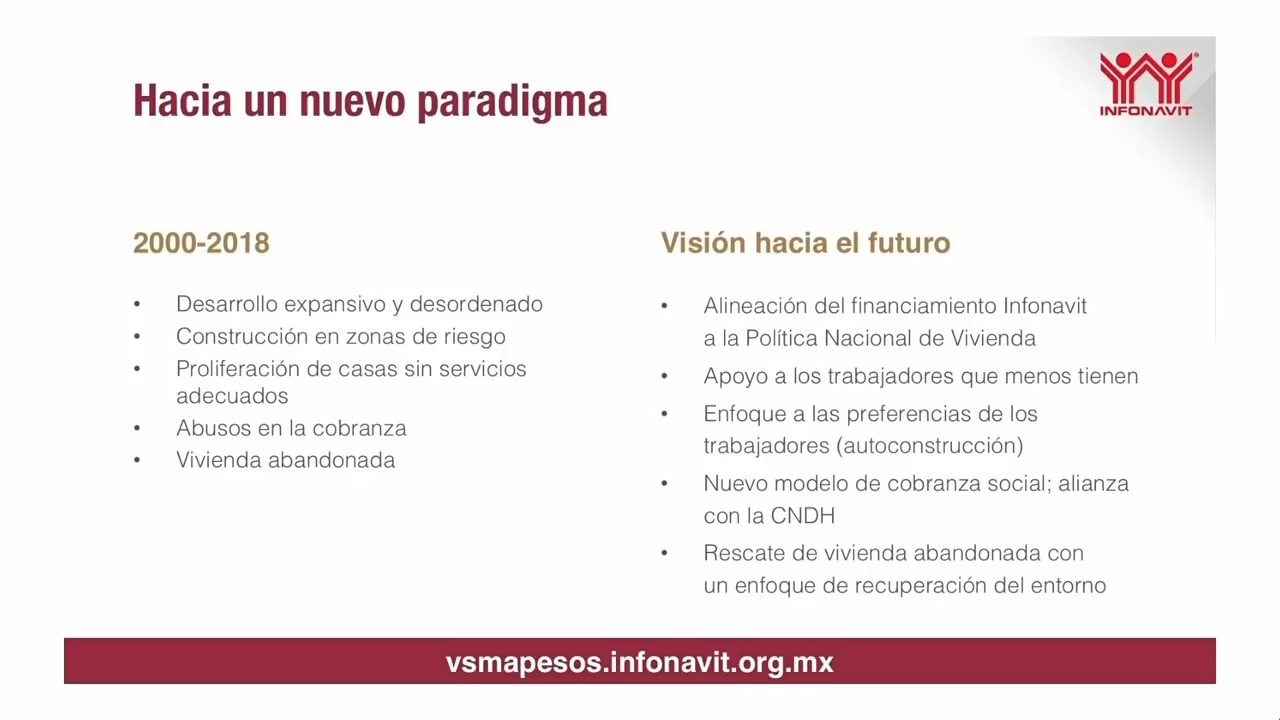 Hacia un nuevo paradigma
INFONAVIT
2000-2018
• Desarrollo expansivo y desordenado
• Construcción en zonas de riesgo
• Proliferación de casas sin servicios
adecuados
• Abusos en la cobranza
• Vivienda abandonada
Visión hacia el futuro
• Alineación del financiamiento Infonavit
a la Política Nacional de Vivienda
• Apoyo a los trabajadores que menos tienen
• Enfoque a las preferencias de los
trabajadores (autoconstrucción)
• Nuevo modelo de cobranza social; alianza
con la CNDH
• Rescate de vivienda abandonada con
un enfoque de recuperación del entorno
vsmapesos.infonavit.org.mx